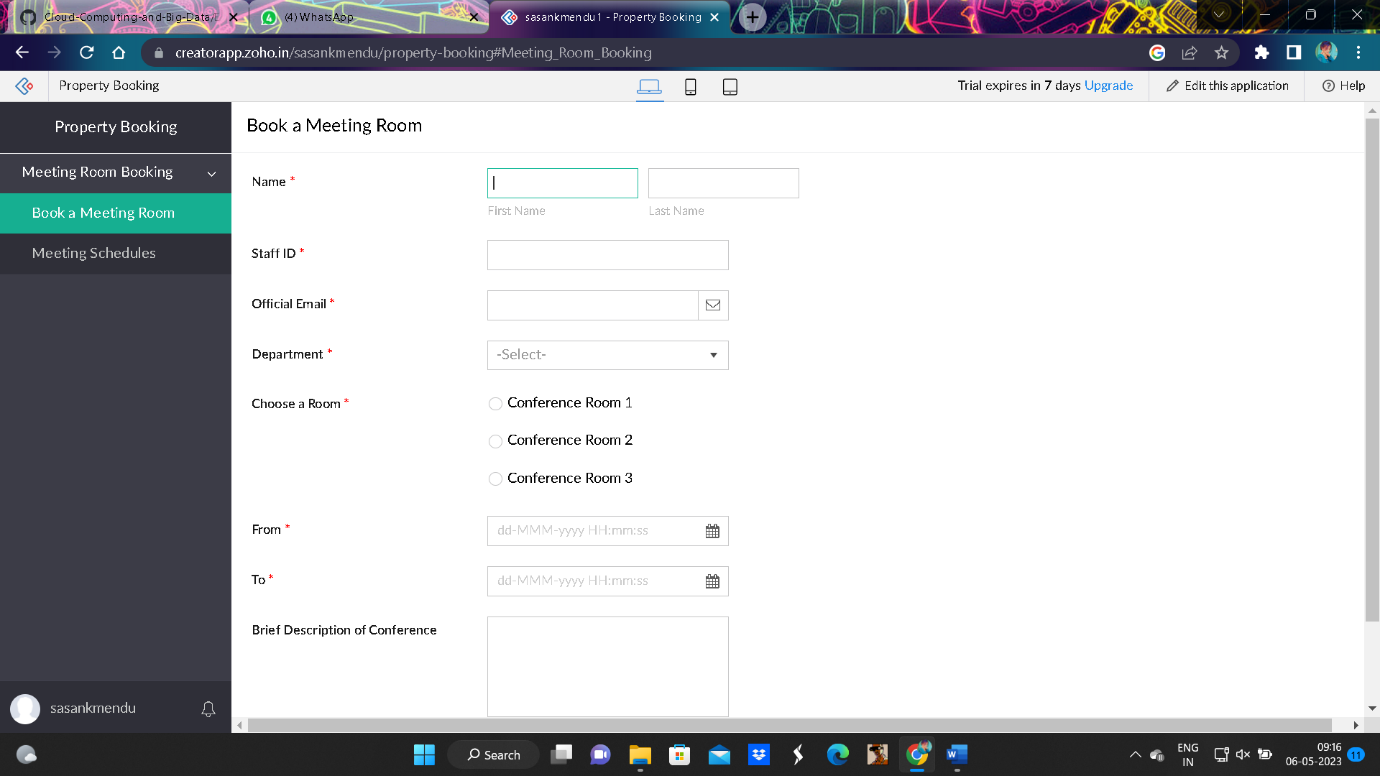 Cloud-Computing-and-Big-Data/E
(4) WhatsApp
sasankmendu1 - Property Booking
creatorapp.zoho.in/sasankmendu/property-booking#Meeting_Room_Booking
Property Booking
Trial expires in 7 days Upgrade
Edit this application
Help
Property Booking
Book a Meeting Room
Meeting Room Booking
Book a Meeting Room
Meeting Schedules
Name *
First Name
Last Name
Staff ID *
Official Email *
Department *
-Select-
Choose a Room *
Conference Room 1
Conference Room 2
Conference Room 3
From *
dd-MMM-yyyy HH:mm:ss
To *
dd-MMM-yyyy HH:mm:ss
Brief Description of Conference
sasankmendu
Search
ENG
IN
09:16
06-05-2023
11